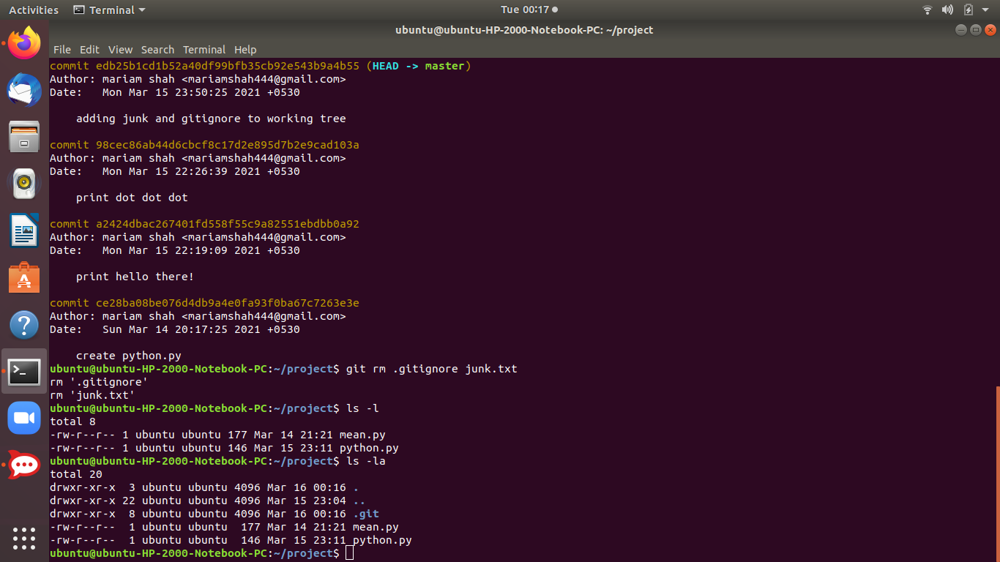 Activities Terminal Tue 00:17
ubuntu@ubuntu-HP-2000-Notebook-PC: ~/project
File Edit View Search Terminal Help
commit edb25b1cd1b52a40df99bfb35cb92e543b9a4b55 (HEAD -> master)
Author: mariam shah <mariamshah444@gmail.com>
Date:   Mon Mar 15 23:50:25 2021 +0530
    adding junk and gitignore to working tree
commit 98cec86ab44d6cbcf8c17d2e895d7b2e9cad103a
Author: mariam shah <mariamshah444@gmail.com>
Date:   Mon Mar 15 22:26:39 2021 +0530
    print dot dot dot
commit a2424dbac267401fd558f55c9a82551ebdbb0a92
Author: mariam shah <mariamshah444@gmail.com>
Date:   Mon Mar 15 22:19:09 2021 +0530
    print hello there!
commit ce28ba08be076d4db9a4e0fa93f0ba67c7263e3e
Author: mariam shah <mariamshah444@gmail.com>
Date:   Sun Mar 14 20:17:25 2021 +0530
    create python.py
ubuntu@ubuntu-HP-2000-Notebook-PC:~/project$ git rm .gitignore junk.txt
rm '.gitignore'
rm 'junk.txt'
ubuntu@ubuntu-HP-2000-Notebook-PC:~/project$ ls -l
total 8
-rw-r--r-- 1 ubuntu ubuntu 177 Mar 14 21:21 mean.py
-rw-r--r-- 1 ubuntu ubuntu 146 Mar 15 23:11 python.py
ubuntu@ubuntu-HP-2000-Notebook-PC:~/project$ ls -la
total 20
drwxr-xr-x  3 ubuntu ubuntu 4096 Mar 16 00:16 .
drwxr-xr-x 22 ubuntu ubuntu 4096 Mar 15 23:04 ..
drwxr-xr-x  8 ubuntu ubuntu 4096 Mar 16 00:16 .git
-rw-r--r--  1 ubuntu ubuntu  177 Mar 14 21:21 mean.py
-rw-r--r--  1 ubuntu ubuntu  146 Mar 15 23:11 python.py
ubuntu@ubuntu-HP-2000-Notebook-PC:~/project$